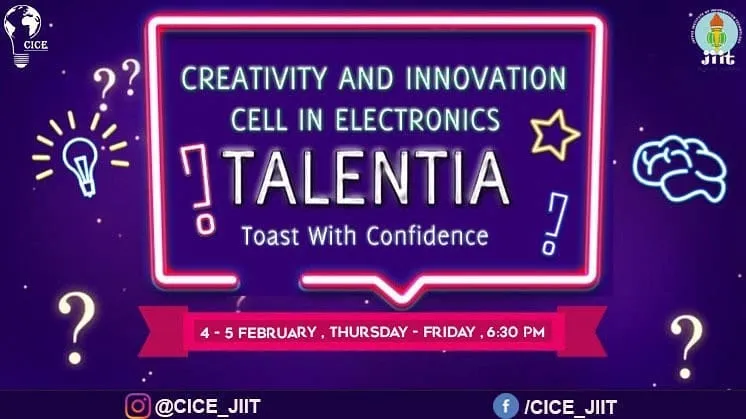 CICE
jiit
CREATIVITY AND INNOVATION
CELL IN ELECTRONICS
TALENTIA
Toast With Confidence
4 - 5 FEBRUARY , THURSDAY - FRIDAY , 6:30 PM
@CICE_JIIT
/CICE_JIIT